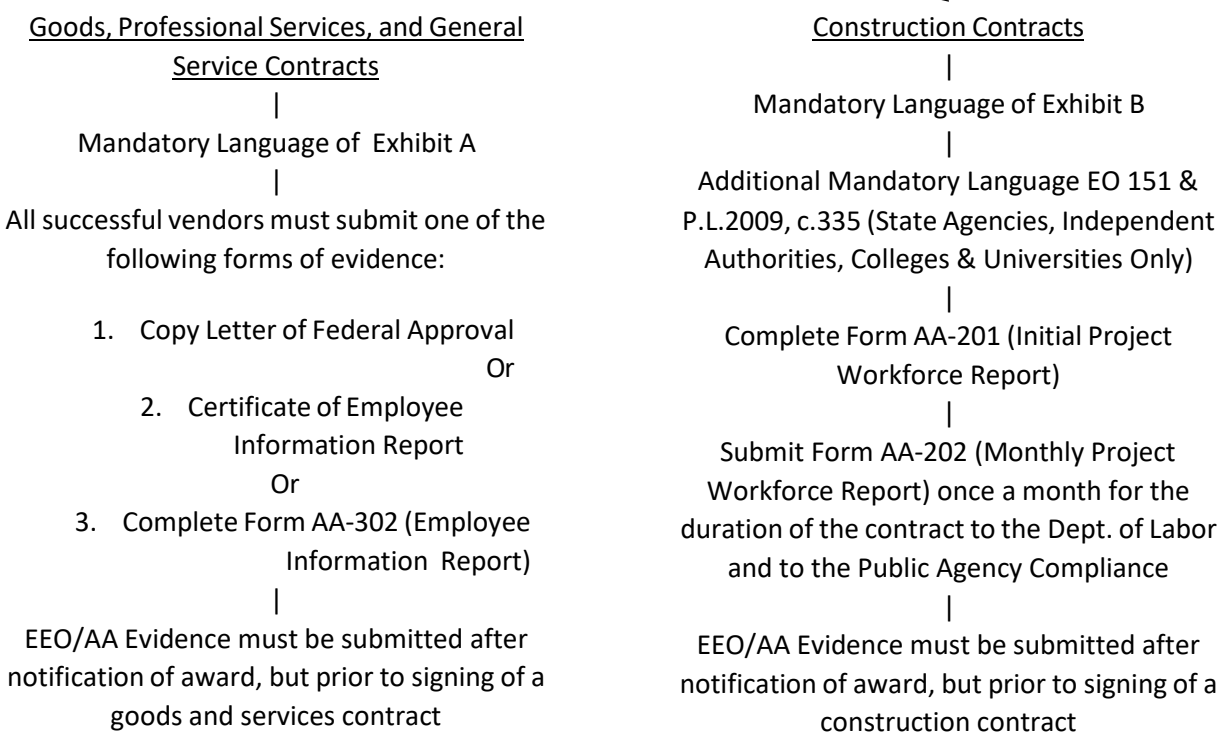 Goods, Professional Services, and General
Service Contracts
|
Mandatory Language of Exhibit A
|
All successful vendors must submit one of the
following forms of evidence:
1. Copy Letter of Federal Approval
Or
2. Certificate of Employee
Information Report
Or
3. Complete Form AA-302 (Employee
Information Report)
|
EEO/AA Evidence must be submitted after
notification of award, but prior to signing of a
goods and services contract
Construction Contracts
|
Mandatory Language of Exhibit B
|
Additional Mandatory Language EO 151 &
P.L.2009, c.335 (State Agencies, Independent
Authorities, Colleges & Universities Only)
|
Complete Form AA-201 (Initial Project
Workforce Report)
|
Submit Form AA-202 (Monthly Project
Workforce Report) once a month for the
duration of the contract to the Dept. of Labor
and to the Public Agency Compliance
|
EEO/AA Evidence must be submitted after
notification of award, but prior to signing of a
construction contract